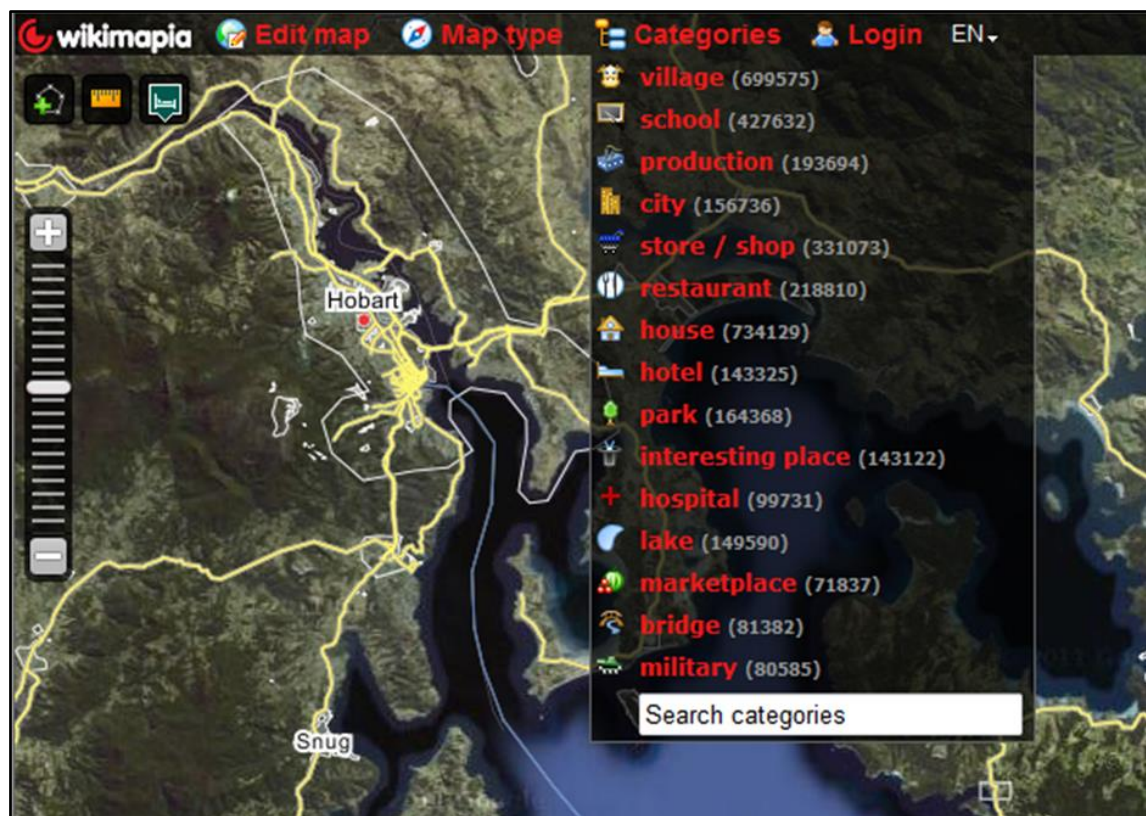 wikimapia Edit map Map type Categories Login EN
village (699575)
school (427632)
production (193694)
city (156736)
store / shop (331073)
restaurant (218810)
house (734129)
hotel (143325)
park (164368)
interesting place (143122)
hospital (99731)
lake (149590)
marketplace (71837)
bridge (81382)
military (80585)
Search categories
Hobart
Snug